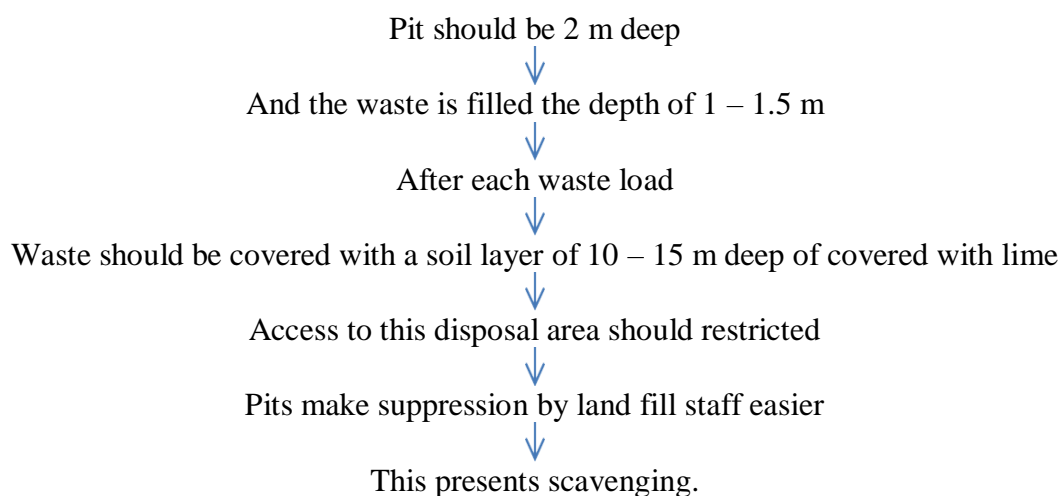 Pit should be 2 m deep
And the waste is filled the depth of 1 – 1.5 m
After each waste load
Waste should be covered with a soil layer of 10 – 15 m deep of covered with lime
Access to this disposal area should restricted
Pits make suppression by land fill staff easier
This presents scavenging.